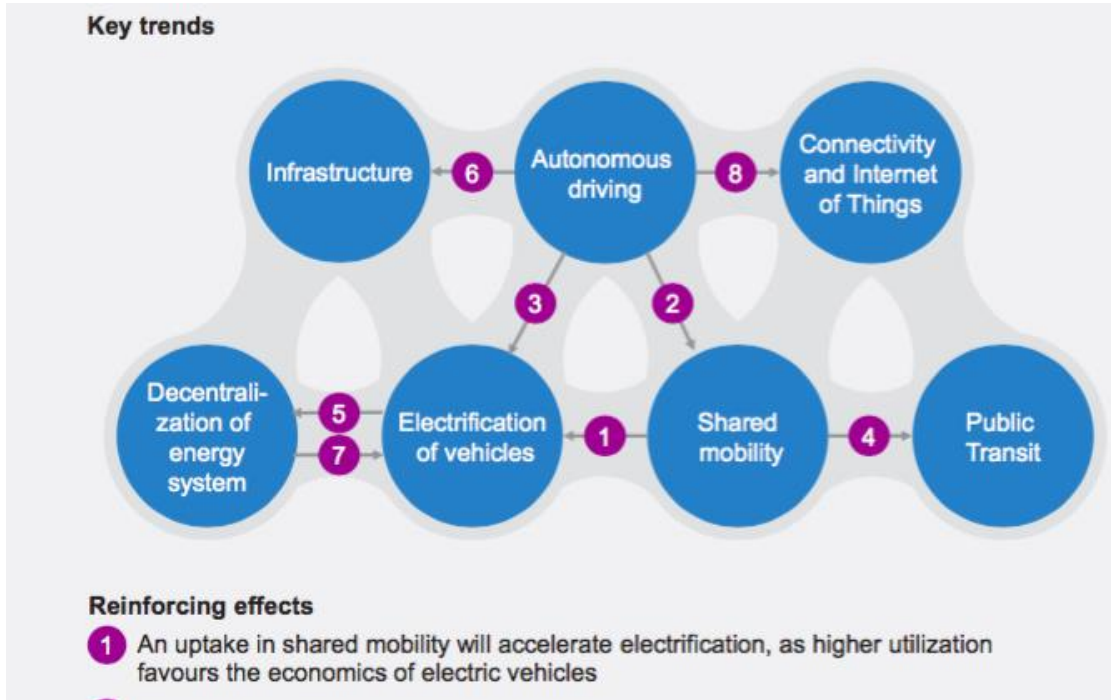 Key trends
Infrastructure
6
Autonomous
driving
8
Connectivity
and Internet
of Things
3
2
Decentrali-
zation of
energy
system
5
7
Electrification
of vehicles
1
Shared
mobility
4
Public
Transit
Reinforcing effects
1 An uptake in shared mobility will accelerate electrification, as higher utilization
favours the economics of electric vehicles